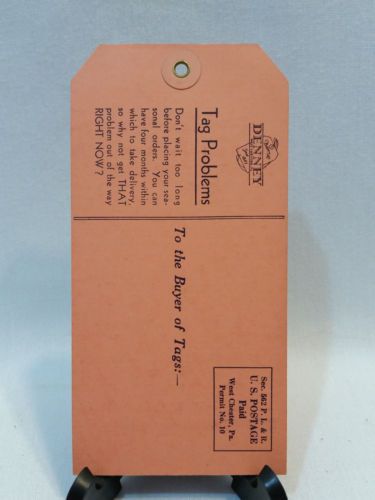 DENNEY
Tag Problems
Don't wait too long
before placing your sea-
sonal orders. You can
have four months within
which to take delivery,
so why not get THAT
problem out of the way
RIGHT NOW?
To the Buyer of Tags:—
Sec. 562 P. L. & R.
U. S. POSTAGE
Paid
West Chester, Pa.
Permit No. 10